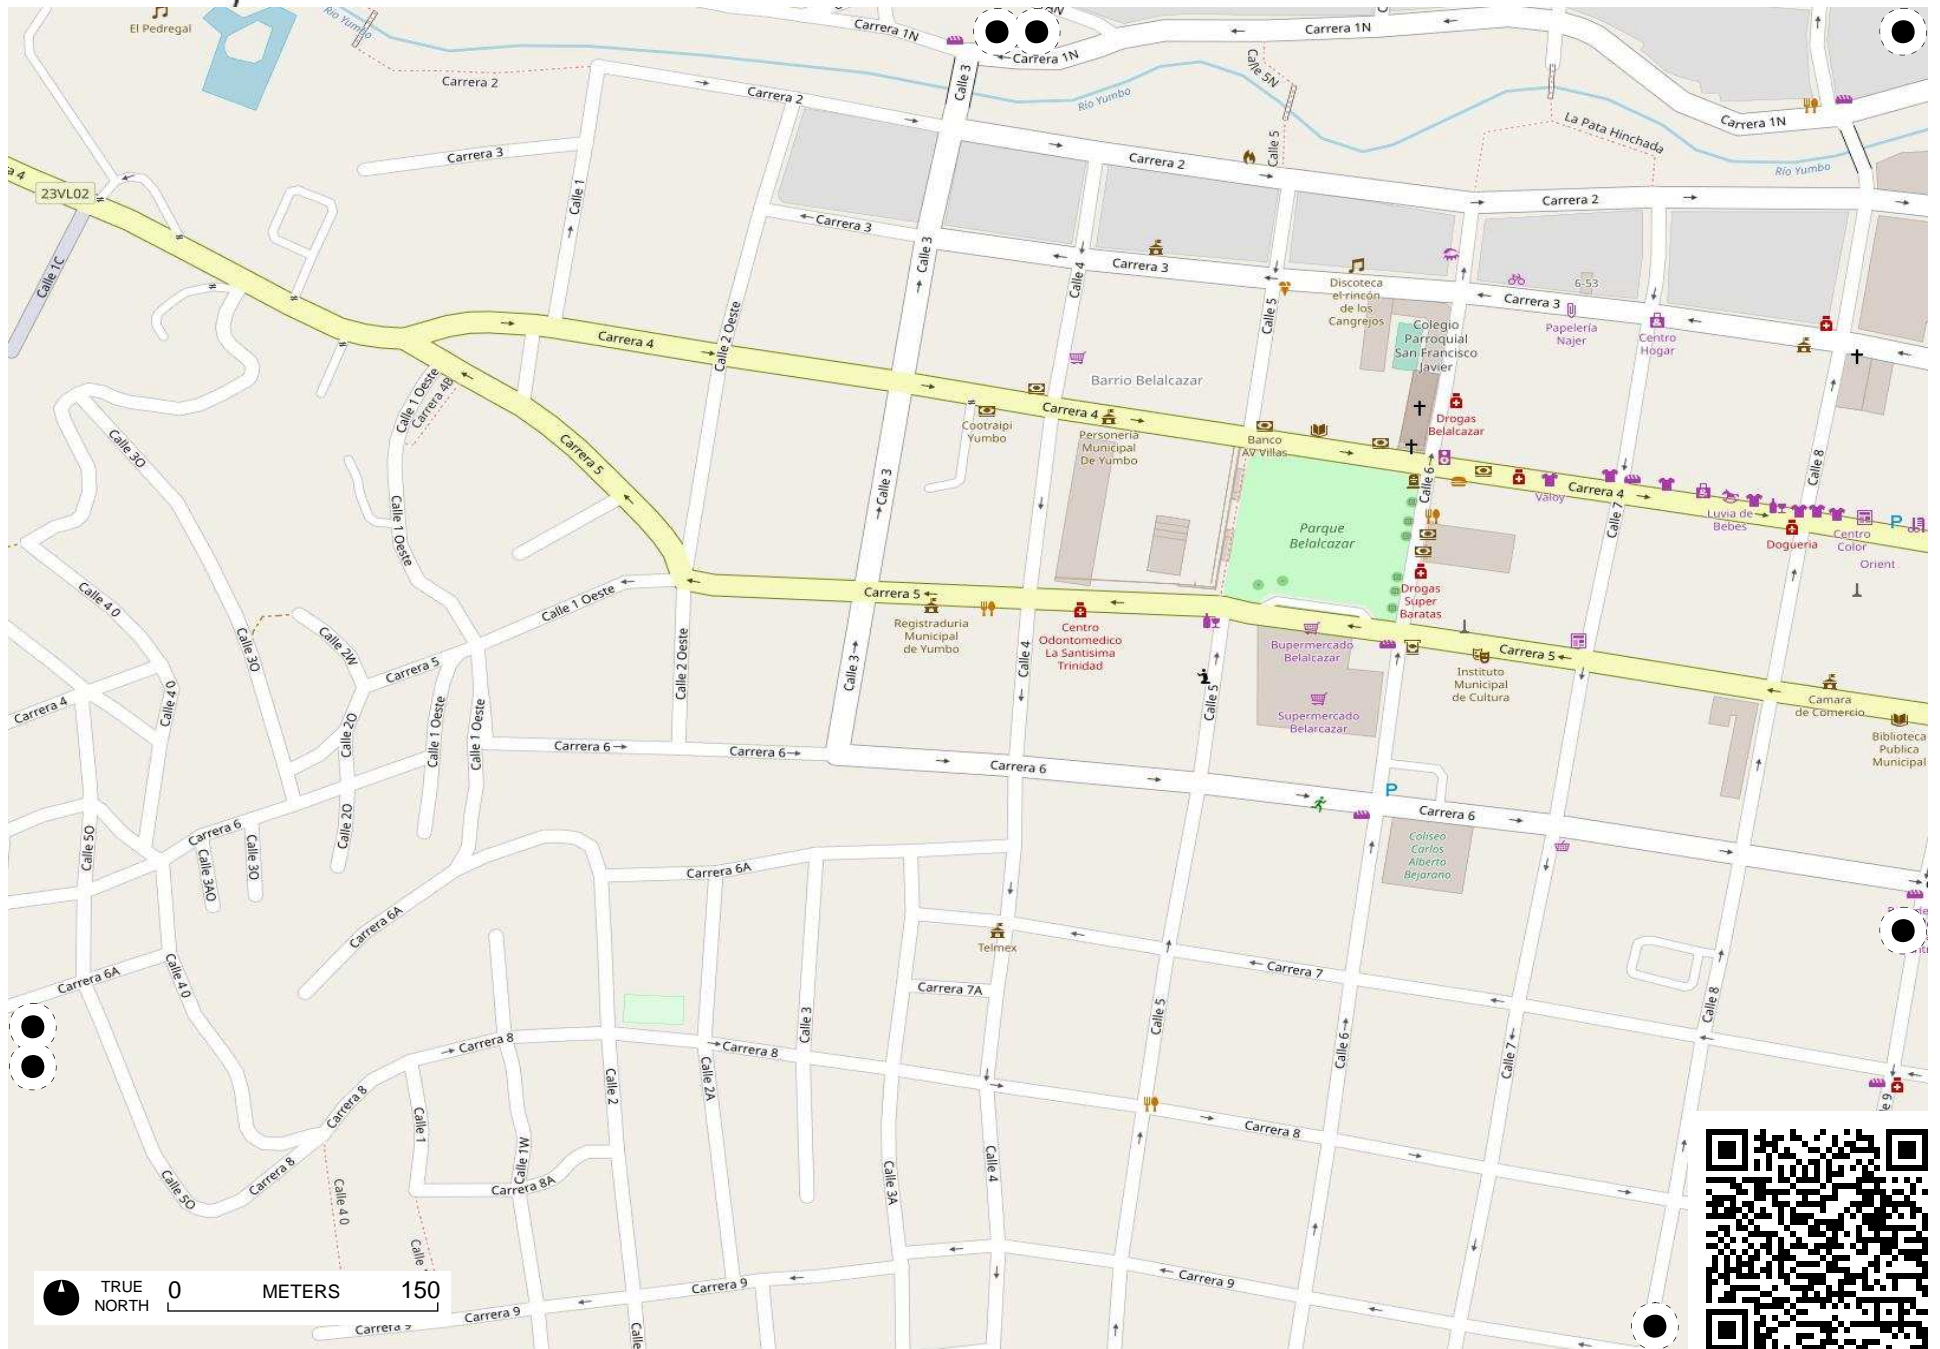 El Pedregal
Río Yumbo
Carrera 1N
Carrera 1N
Carrera 1N
Carrera 1N
Calle 5N
Carrera 2
Carrera 2
Carrera 2
Carrera 2
Calle 3
Río Yumbo
La Pata Hinchada
Río Yumbo
Calle 5
Carrera 3
23VL02
Calle 1
Calle 1C
Carrera 3
Calle 3
Calle 4
Carrera 3
Calle 5
Discoteca
el rincón
de los
Cangrejos
6-53
Carrera 3
Papelería
Najer
Centro
Hogar
Colegio
Parroquial
San Francisco
Javier
Carrera 4
Calle 2 Oeste
Barrio Belalcazar
Calle 1 Oeste
Carrera 4B
Carrera 4
Cootraipi
Yumbo
Personería
Municipal
De Yumbo
Banco
AV Villas
Drogas
Belalcazar
Calle 3O
Carrera 5
Calle 3
Calle 6
Valoy
Carrera 4
Calle 7
Calle 8
Luvia de
Bebes
Dogueria
Centro
Color
Orient
Parque
Belalcazar
Calle 1 Oeste
Calle 4 0
Calle 1 Oeste
Carrera 5
Registraduria
Municipal
de Yumbo
Centro
Odontomedico
La Santisima
Trinidad
Drogas
Super
Baratas
Bupermercado
Belalcazar
Supermercado
Belarcazar
Carrera 5
Instituto
Municipal
de Cultura
Camara
de Comercio
Biblioteca
Publica
Municipal
Calle 3O
Calle 2W
Carrera 5
Calle 2 Oeste
Calle 3
Calle 4
Calle 5
Carrera 4
Calle 4 0
Calle 2O
Calle 1 Oeste
Calle 1 Oeste
Carrera 6
Carrera 6
Carrera 6
Carrera 6
P
P
Coliseo
Carlos
Alberto
Bejarano
Calle 5O
Carrera 6
Calle 3AO
Calle 3O
Calle 2O
Carrera 6A
Carrera 6A
Telmex
Carrera 7
Carrera 6A
Calle 4 0
Carrera 7A
Calle 3
Calle 5
Calle 6
Calle 7
Calle 8
Carrera 8
Carrera 8
Carrera 8
Calle 2
Calle 2A
Calle 1
Calle 1W
Carrera 8A
Carrera 8
Calle 3A
Calle 4
Carrera 8
Calle 5O
Calle 4 0
Calle
Carrera 9
Carrera 9
Carrera 9
Carrera 9
Calle
TRUE
NORTH
0 METERS 150